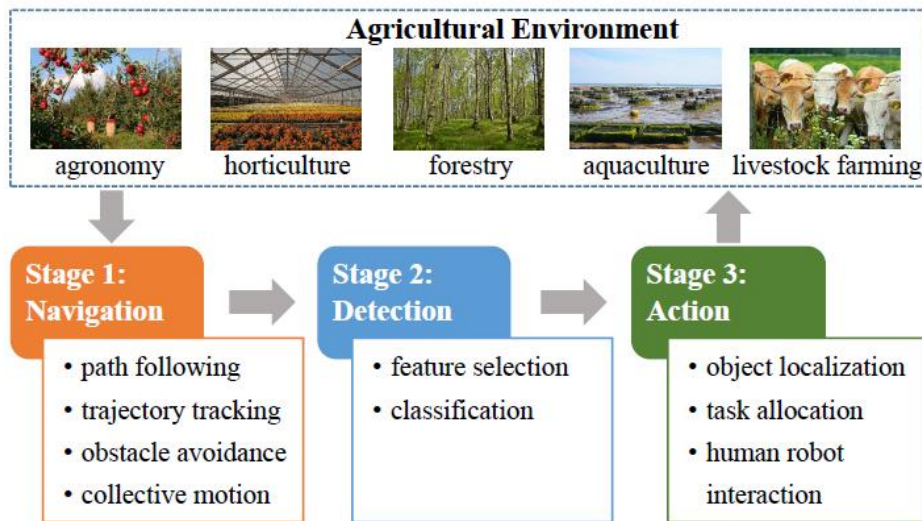 Agricultural Environment
agronomy
horticulture
forestry
aquaculture
livestock farming
Stage 1:
Navigation
• path following
• trajectory tracking
• obstacle avoidance
• collective motion
Stage 2:
Detection
• feature selection
• classification
Stage 3:
Action
• object localization
• task allocation
• human robot
interaction